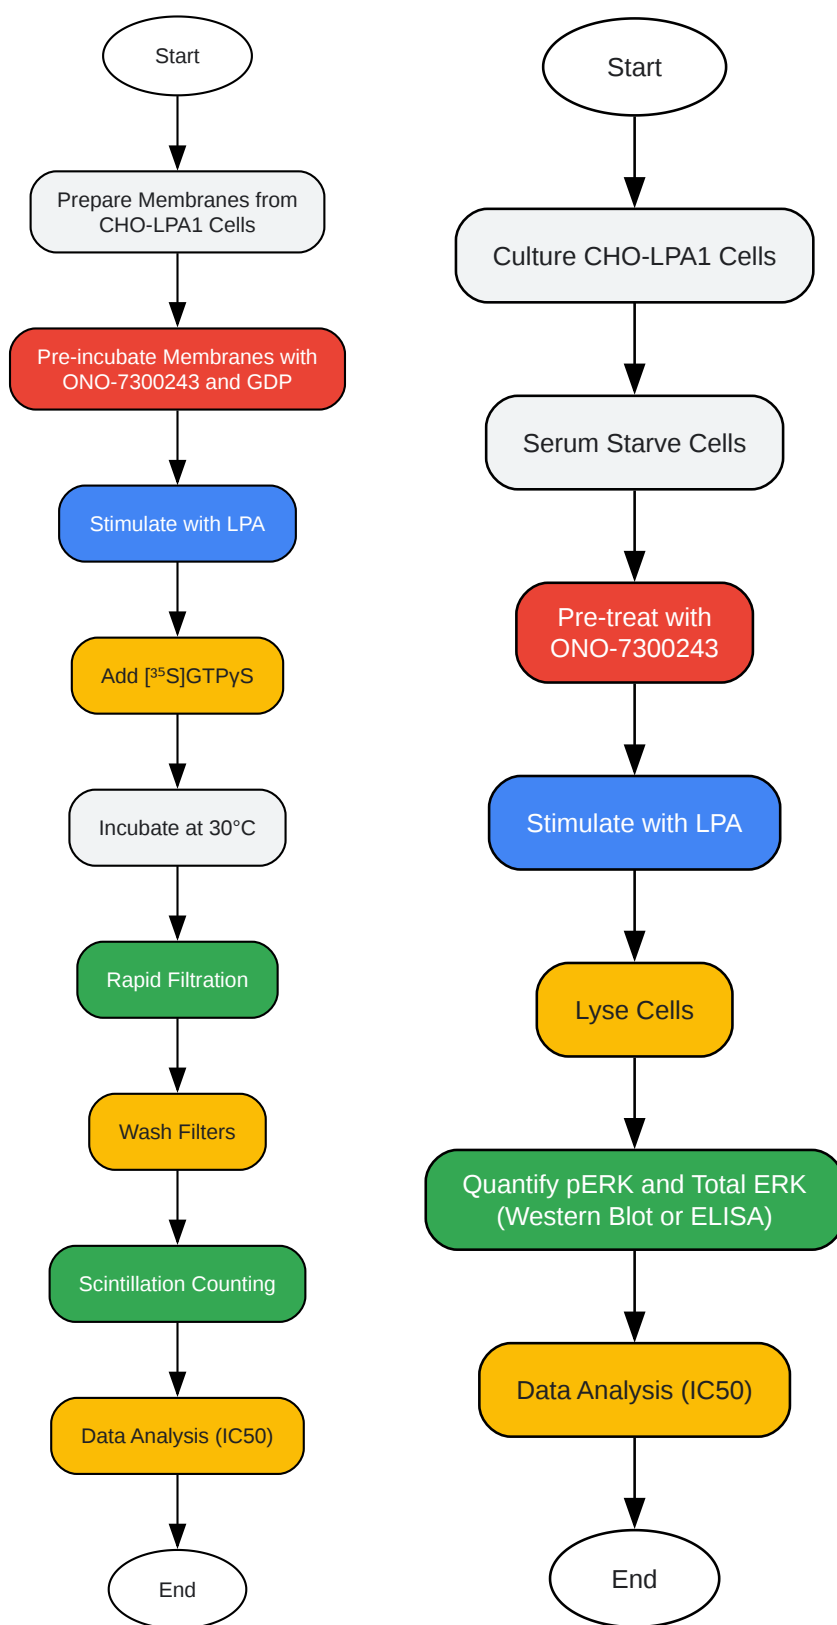 Start
Prepare Membranes from
CHO-LPA1 Cells
Pre-incubate Membranes with
ONO-7300243 and GDP
Stimulate with LPA
Add [³⁵S]GTPγS
Incubate at 30°C
Rapid Filtration
Wash Filters
Scintillation Counting
Data Analysis (IC50)
End
Start
Culture CHO-LPA1 Cells
Serum Starve Cells
Pre-treat with
ONO-7300243
Stimulate with LPA
Lyse Cells
Quantify pERK and Total ERK
(Western Blot or ELISA)
Data Analysis (IC50)
End